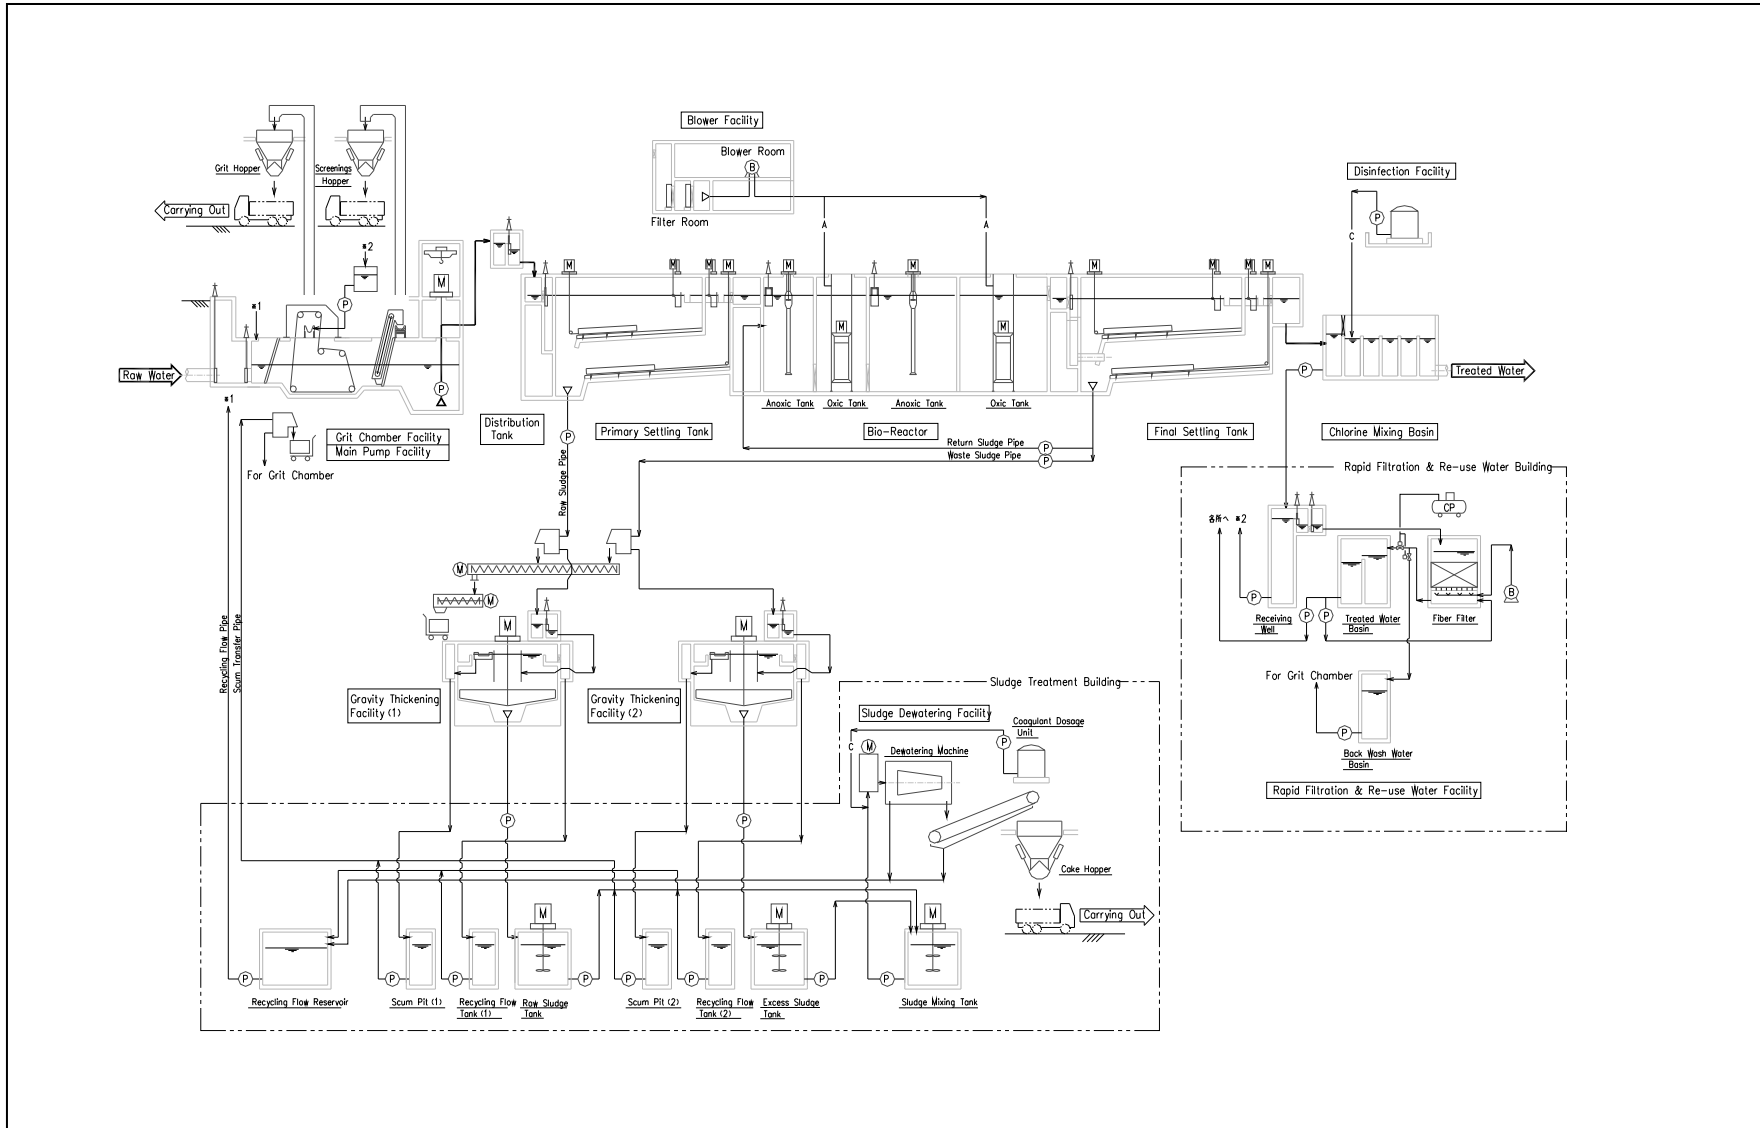 Blower Facility
Blower Room
B
Filter Room
A
A
Disinfection Facility
P
C
Grit Hopper
Screenings
Hopper
Carrying Out
※2
P
M
※1
P
Raw Water
M
M
M
M
M
M
M
M
M
M
M
M
Anoxic Tank
Oxic Tank
Anoxic Tank
Oxic Tank
P
Treated Water
※1
Grit Chamber Facility
Main Pump Facility
For Grit Chamber
Distribution
Tank
Primary Settling Tank
Bio-Reactor
Final Settling Tank
Chlorine Mixing Basin
P
Return Sludge Pipe
P
Waste Sludge Pipe
P
Raw Sludge Pipe
Rapid Filtration & Re-use Water Building
CP
各所へ ※2
P
P
P
B
Receiving
Well
Treated Water
Basin
Fiber Filter
For Grit Chamber
P
Back Wash Water
Basin
Rapid Filtration & Re-use Water Facility
M
M
M
M
Recycling Flow Pipe
Scum Transfer Pipe
Gravity Thickening
Facility(1)
Gravity Thickening
Facility(2)
Sludge Treatment Building
Sludge Dewatering Facility
Coagulant Dosage
Unit
C
M
P
Dewatering Machine
P
P
Cake Hopper
Carrying Out
M
M
M
P
P
P
P
P
P
P
P
Recycling Flow Reservoir
Scum Pit(1)
Recycling Flow
Tank(1)
Raw Sludge
Tank
Scum Pit(2)
Recycling Flow
Tank(2)
Excess Sludge
Tank
Sludge Mixing Tank